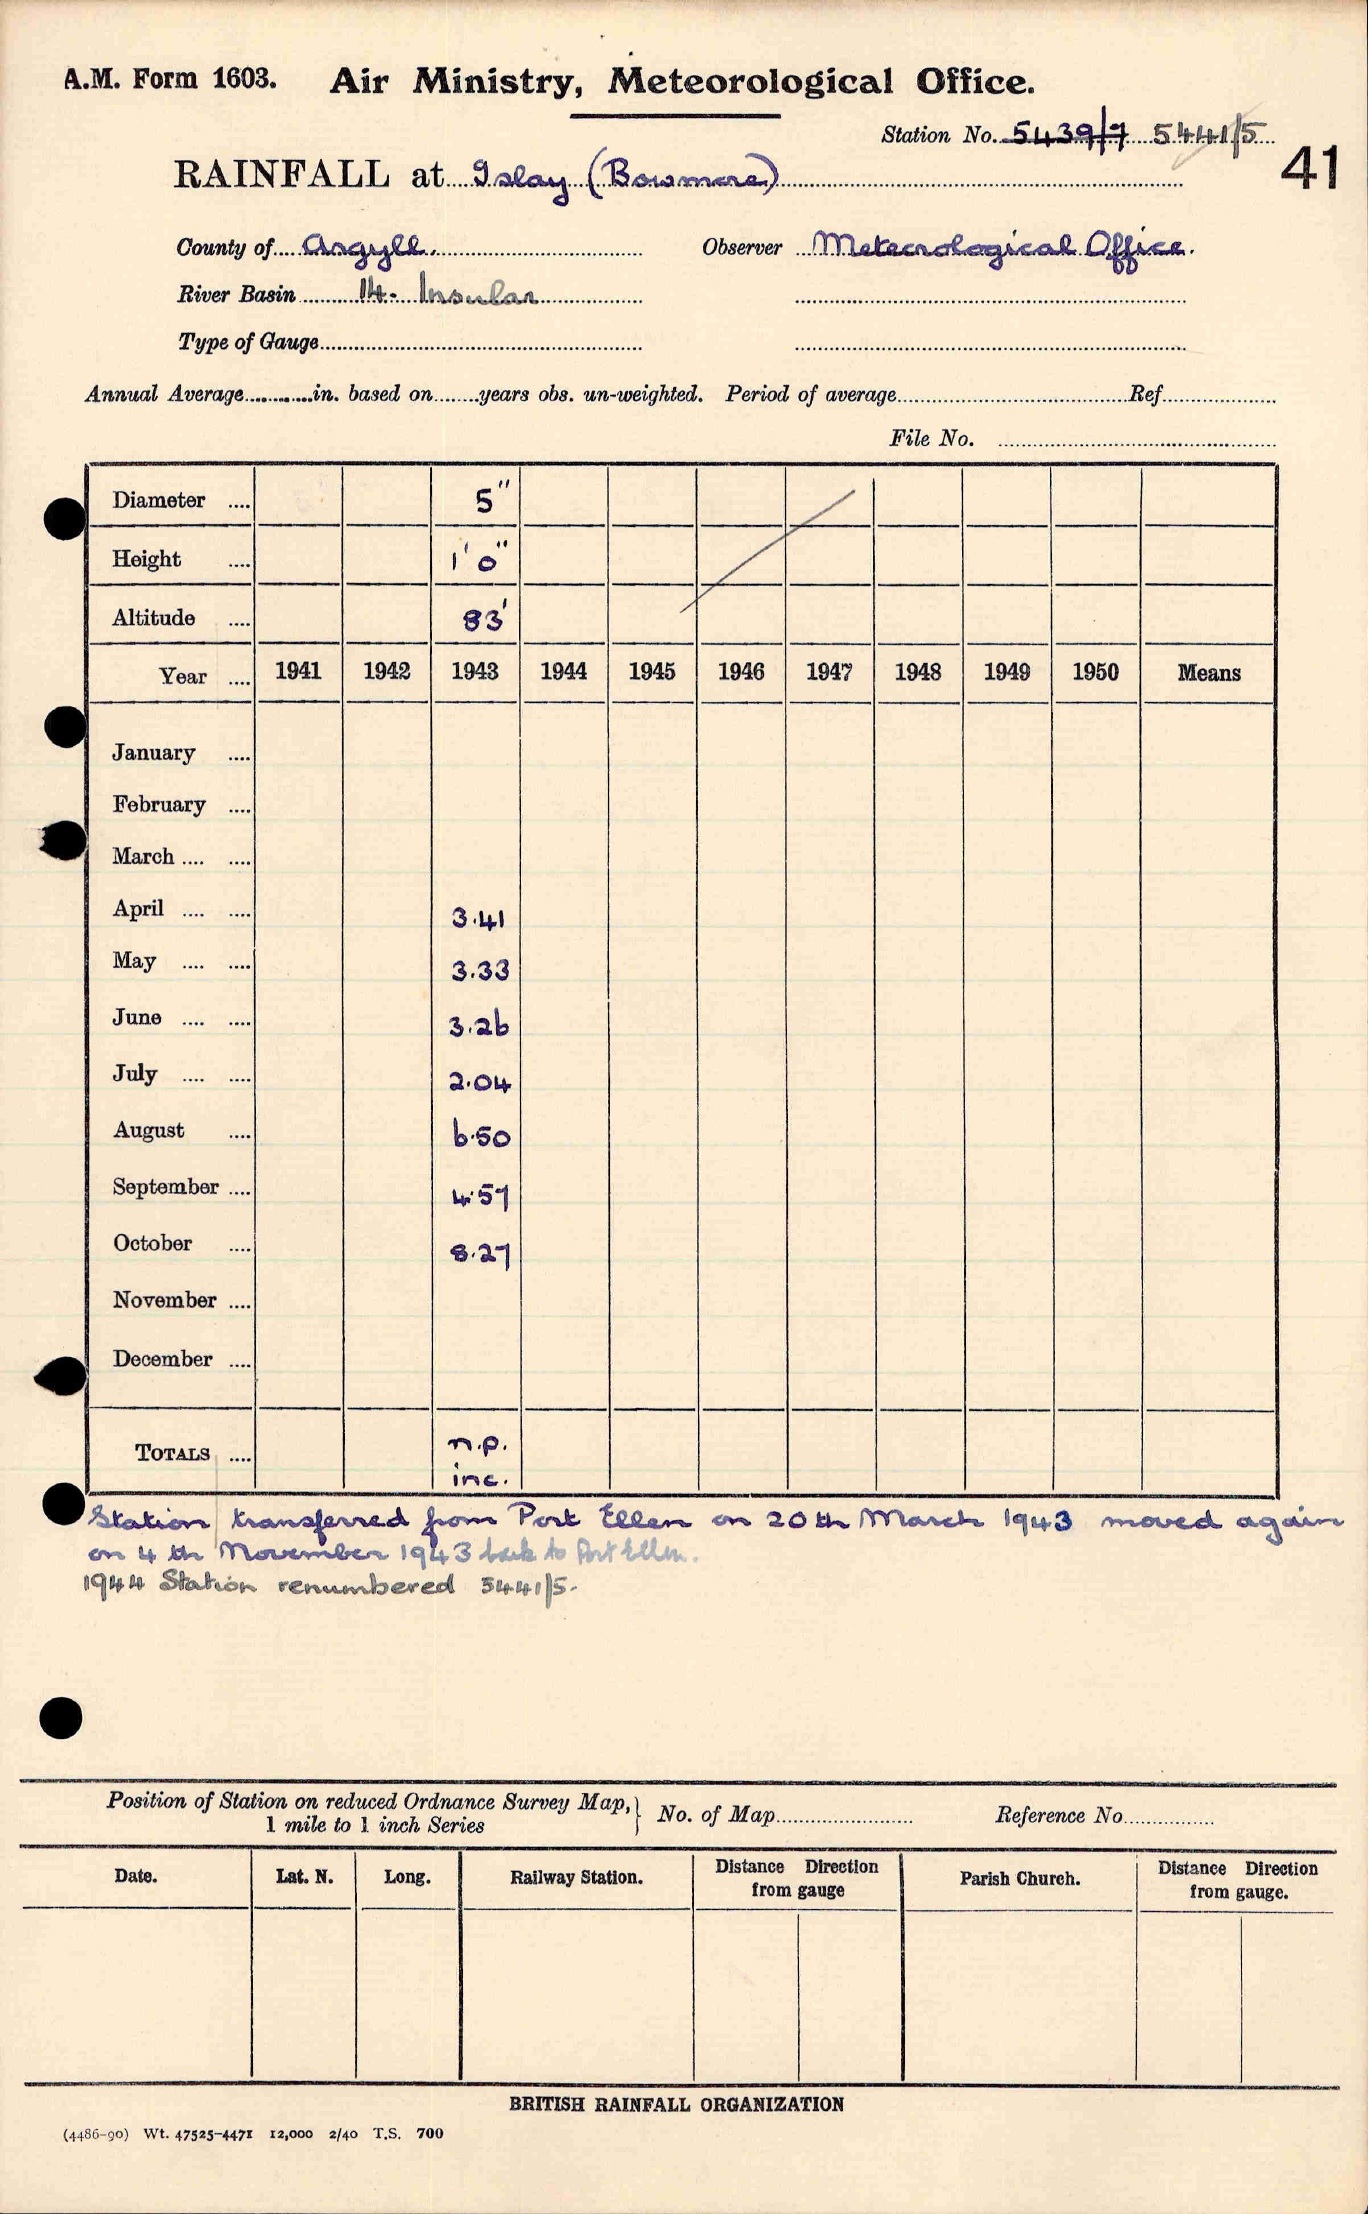 A.M. Form 1603. Air Ministry, Meteorological Office.
Station No. 5439/7 5441/5
41
RAINFALL at Islay (Bowmore)
County of Argyll. Observer Meteorological Office.
River Basin 14. Insular
Type of Gauge
Annual Average in. based on years obs. un-weighted. Period of average Ref
File No.
Diameter .... 5"
Height .... 1' 0"
Altitude .... 83'
Year .... 1941 1942 1943 1944 1945 1946 1947 1948 1949 1950 Means
January ....
February ....
March .... ....
April .... .... 3.41
May .... .... 3.33
June .... .... 3.26
July .... .... 2.04
August .... 6.50
September .... 4.57
October .... 8.27
November ....
December ....
TOTALS .... n.p.
inc.
Station transferred from Port Ellen on 20th March 1943 moved again
on 4th November 1943 back to Port Ellen.
1944 Station renumbered 5441/5.
Position of Station on reduced Ordnance Survey Map, } No. of Map Reference No
1 mile to 1 inch Series
Date. Lat. N. Long. Railway Station. Distance Direction Parish Church. Distance Direction
from gauge from gauge.
BRITISH RAINFALL ORGANIZATION
(4486-90) Wt. 47525-4471 12,000 2/40 T.S. 700